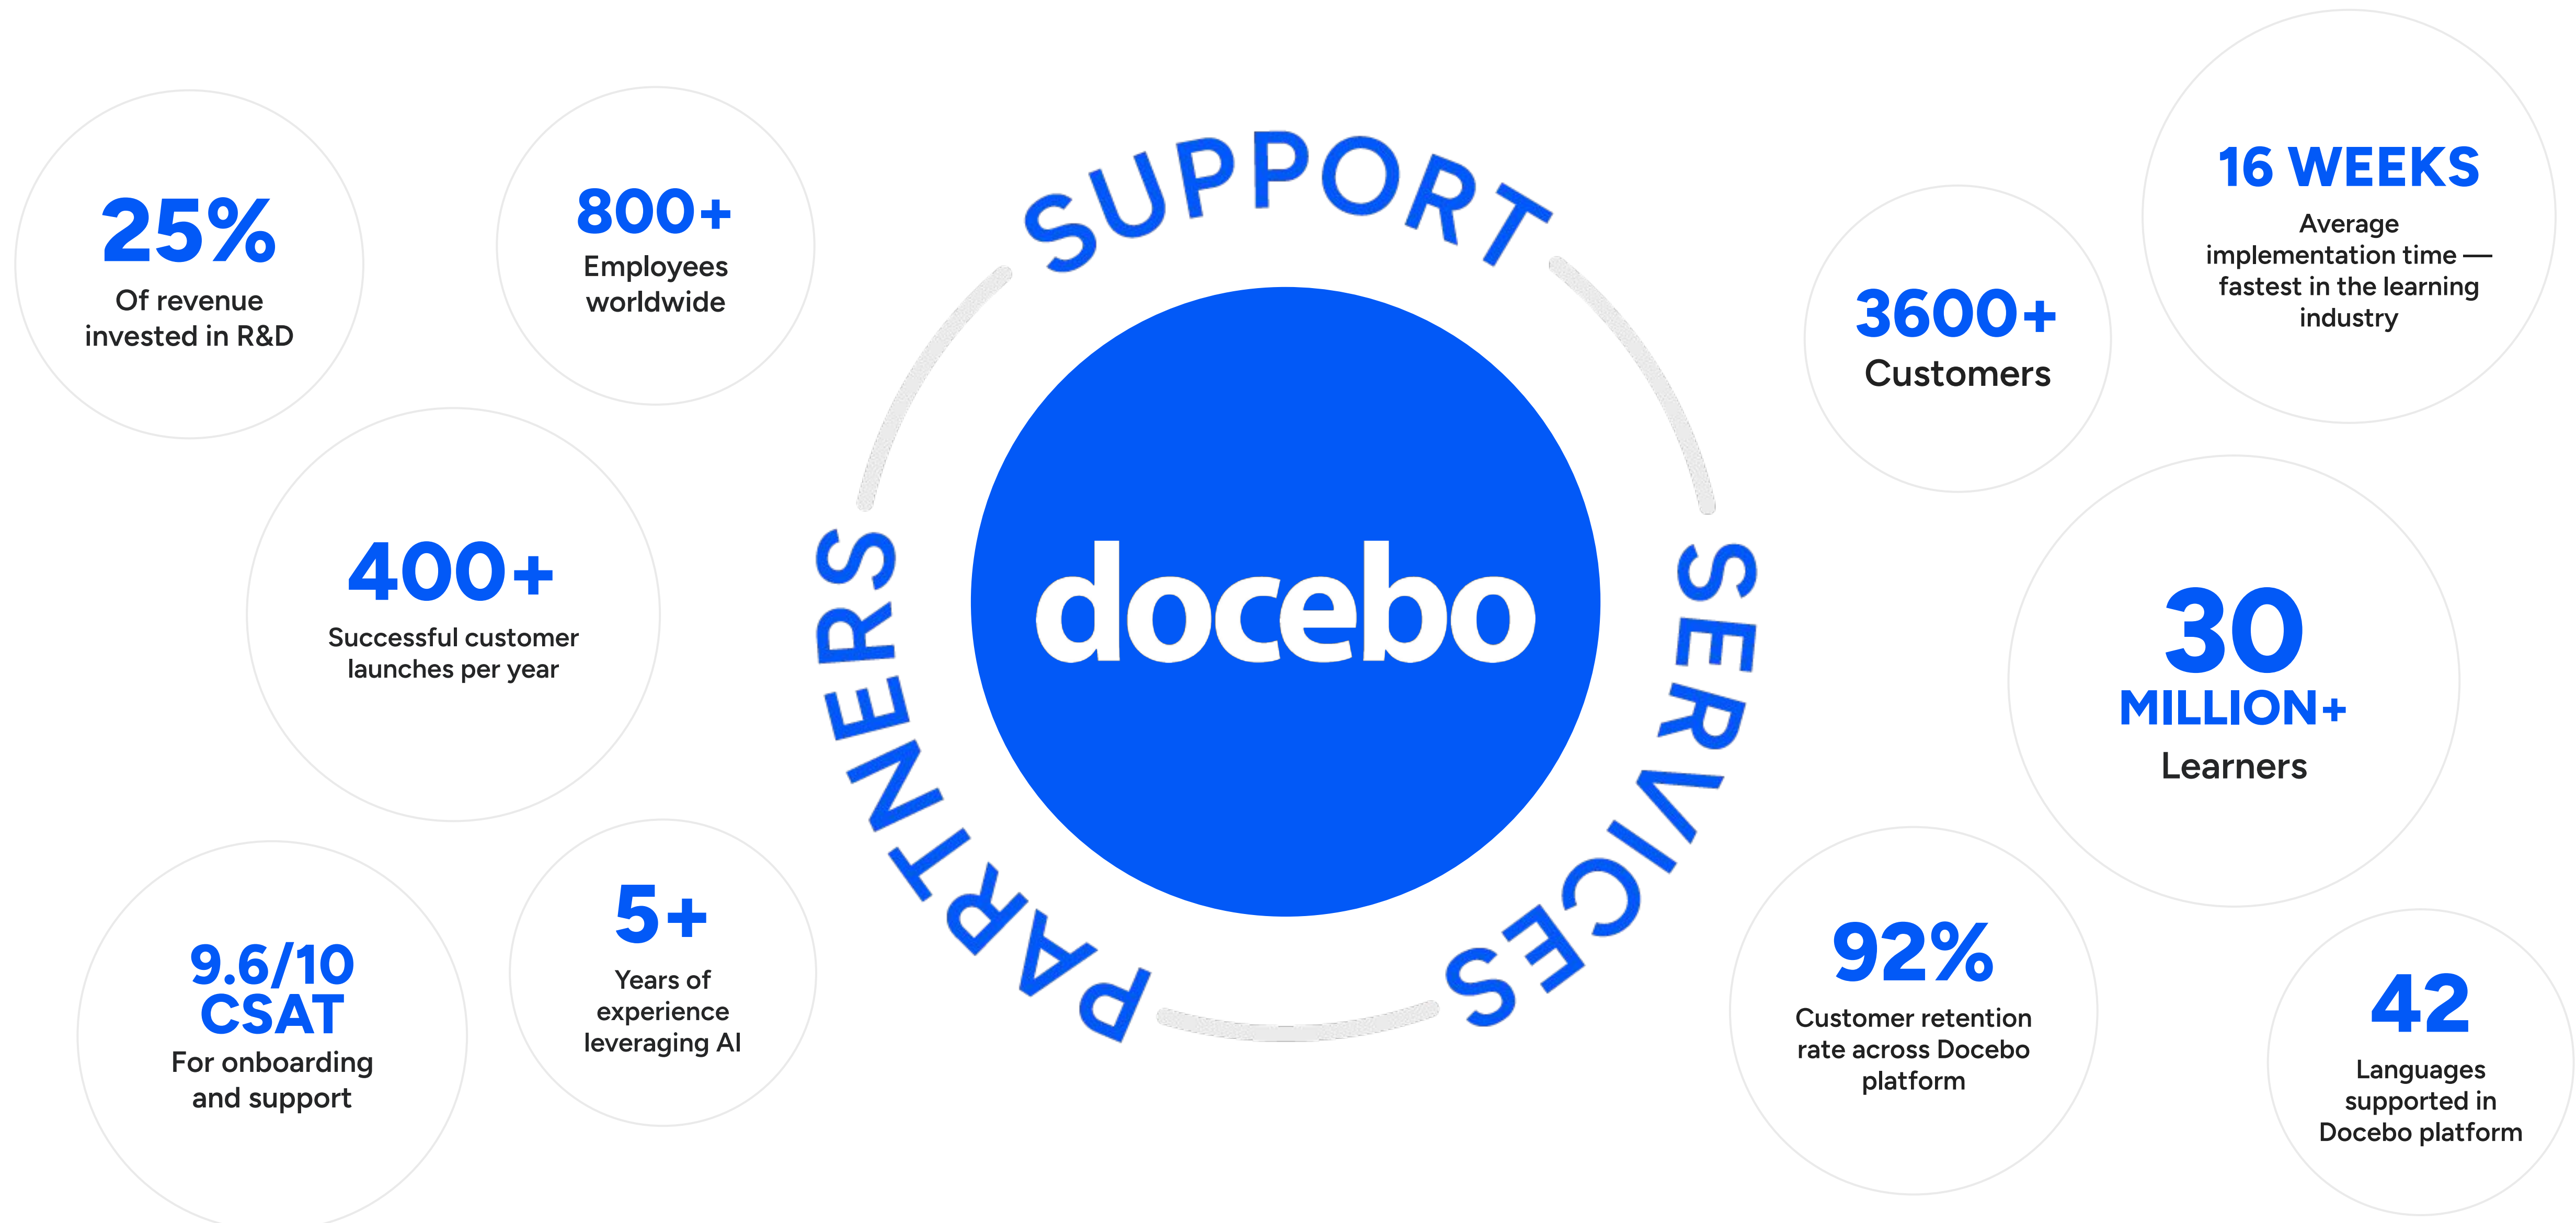 25%
Of revenue
invested in R&D
800+
Employees
worldwide
400+
Successful customer
launches per year
9.6/10
CSAT
For onboarding
and support
5+
Years of
experience
leveraging AI
SUPPORT
PARTNERS
docebo
SERVICES
3600+
Customers
16 WEEKS
Average
implementation time —
fastest in the learning
industry
30
MILLION+
Learners
92%
Customer retention
rate across Docebo
platform
42
Languages
supported in
Docebo platform